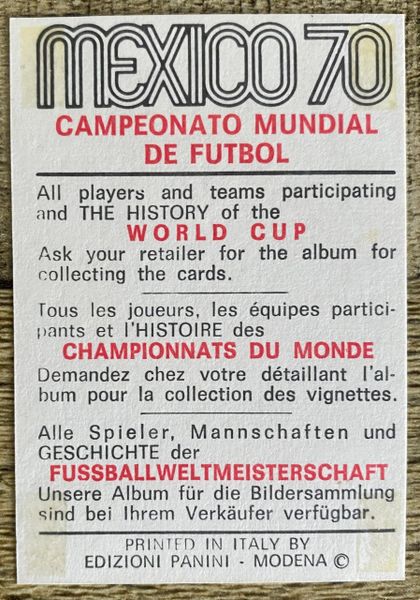 MEXICO 70
CAMPEONATO MUNDIAL
DE FUTBOL
All players and teams participating
and THE HISTORY of the
WORLD CUP
Ask your retailer for the album for
collecting the cards.
Tous les joueurs, les équipes partici-
pants et l'HISTOIRE des
CHAMPIONNATS DU MONDE
Demandez chez votre détaillant l'al-
bum pour la collection des vignettes.
Alle Spieler, Mannschaften und
GESCHICHTE der
FUSSBALLWELTMEISTERSCHAFT
Unsere Album für die Bildersammlung
sind bei Ihrem Verkäufer verfügbar.
PRINTED IN ITALY BY
EDIZIONI PANINI - MODENA ©